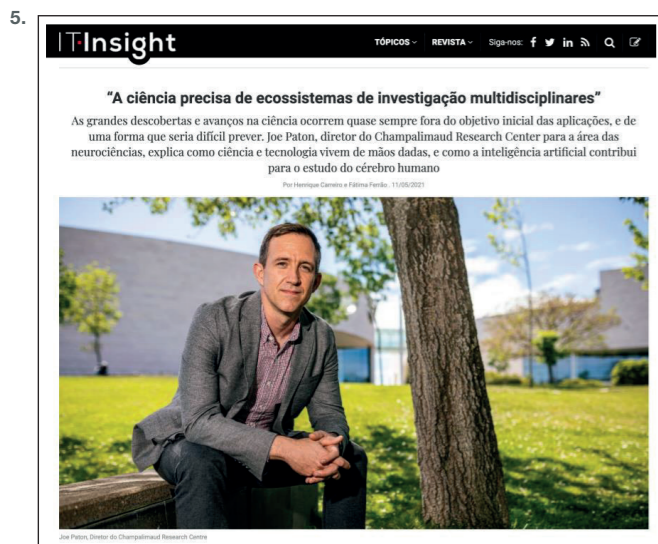 5.
IT Insight
TÓPICOS REVISTA Siga-nos:
"A ciência precisa de ecossistemas de investigação multidisciplinares"
As grandes descobertas e avanços na ciência ocorrem quase sempre fora do objetivo inicial das aplicações, e de
uma forma que seria difícil prever. Joe Paton, diretor do Champalimaud Research Center para a área das
neurociências, explica como ciência e tecnologia vivem de mãos dadas, e como a inteligência artificial contribui
para o estudo do cérebro humano
Por Henrique Carreiro e Fátima Ferrão . 11/05/2021
Joe Paton, Diretor do Champalimaud Research Centre